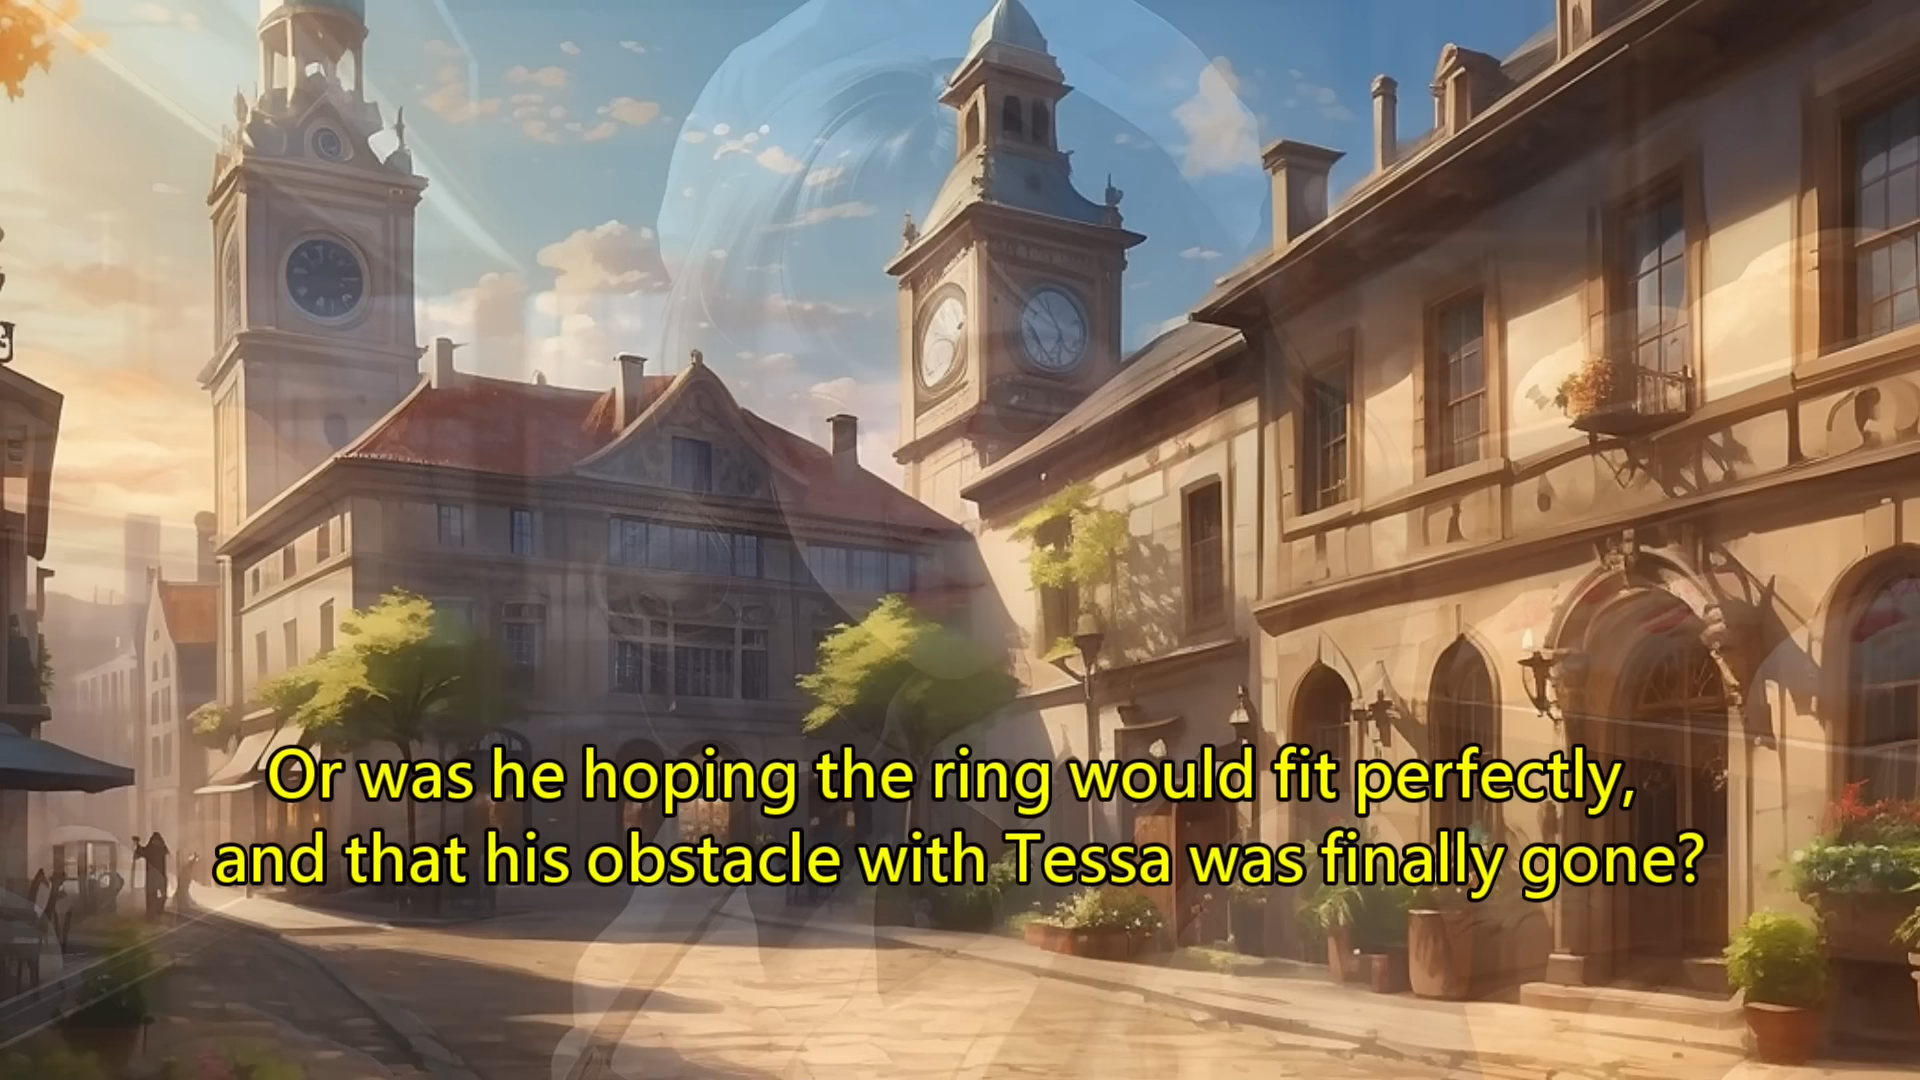 Or was he hoping the ring would fit perfectly,
and that his obstacle with Tessa was finally gone?